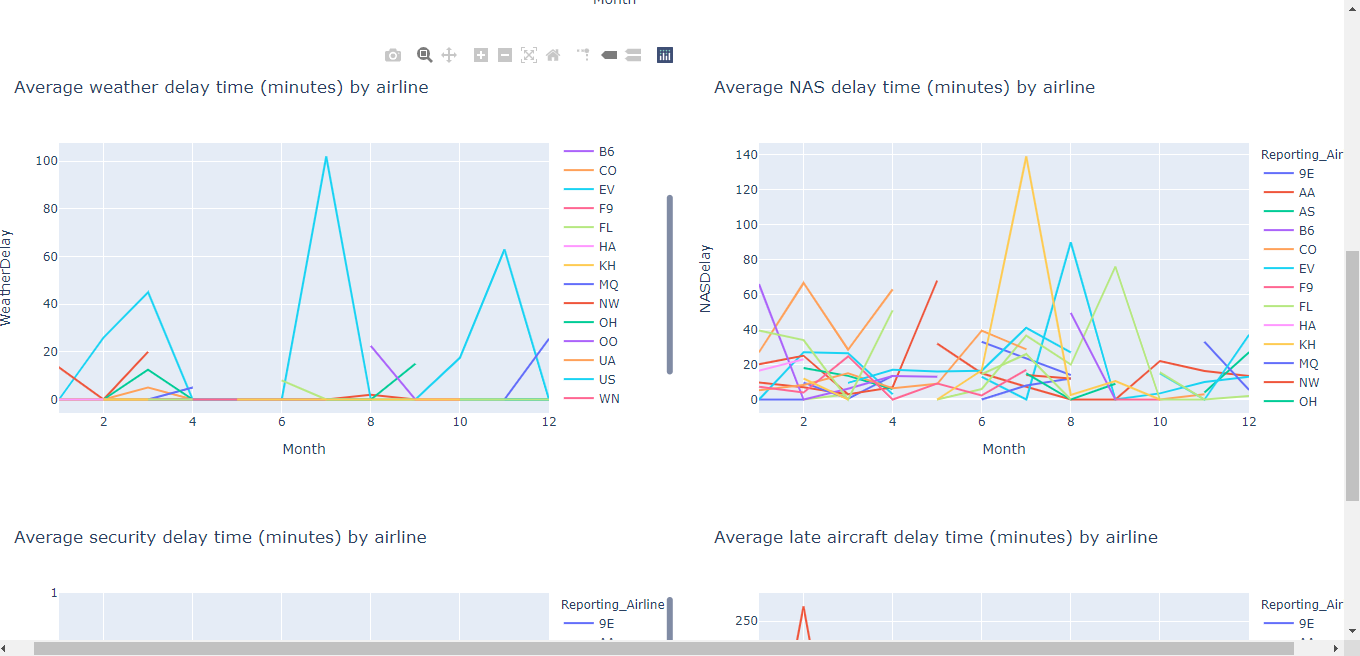 Month
Average weather delay time (minutes) by airline
WeatherDelay
100
80
60
40
20
0
2
4
6
8
10
12
Month
B6
CO
EV
F9
FL
HA
KH
MQ
NW
OH
OO
UA
US
WN
Average NAS delay time (minutes) by airline
NASDelay
140
120
100
80
60
40
20
0
2
4
6
8
10
12
Month
Reporting_Air
9E
AA
AS
B6
CO
EV
F9
FL
HA
KH
MQ
NW
OH
Average security delay time (minutes) by airline
1
Reporting_Airline
9E
Average late aircraft delay time (minutes) by airline
250
Reporting_Air
9E